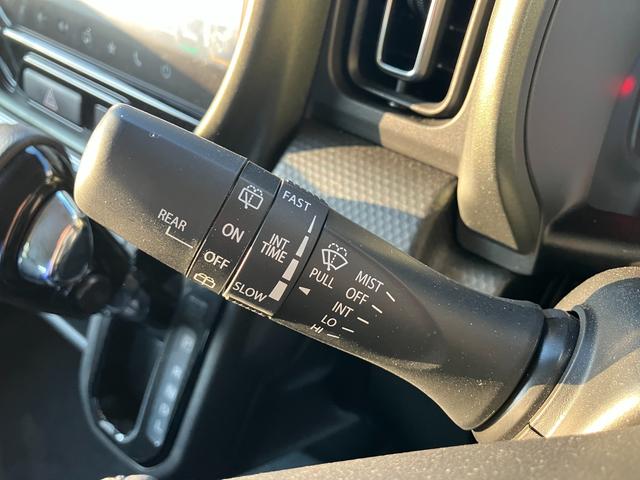 REAR
ON
OFF
FAST
INT
TIME
SLOW
PULL
MIST
OFF
INT
LO
HI